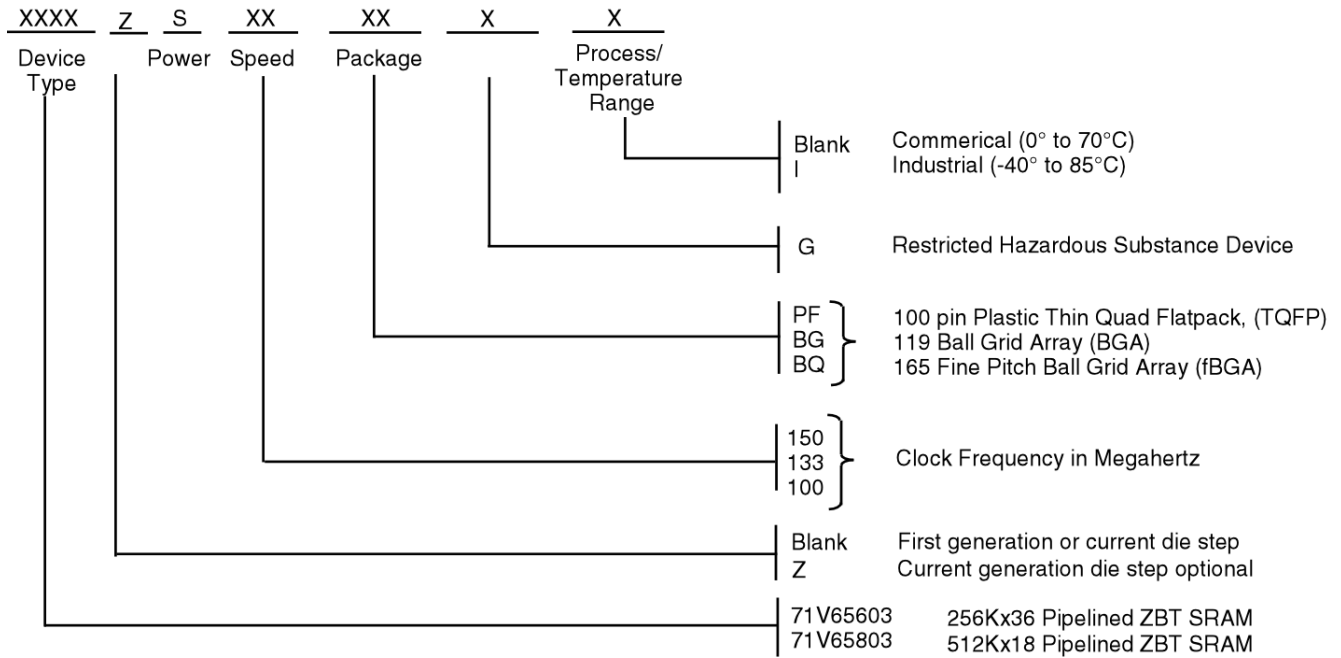 XXXX Z S XX XX X X
Device Type
Power
Speed
Package
Process/
Temperature
Range
Blank Commerical (0° to 70°C)
I Industrial (-40° to 85°C)
G Restricted Hazardous Substance Device
PF 100 pin Plastic Thin Quad Flatpack, (TQFP)
BG 119 Ball Grid Array (BGA)
BQ 165 Fine Pitch Ball Grid Array (fBGA)
150
133 Clock Frequency in Megahertz
100
Blank First generation or current die step
Z Current generation die step optional
71V65603 256Kx36 Pipelined ZBT SRAM
71V65803 512Kx18 Pipelined ZBT SRAM